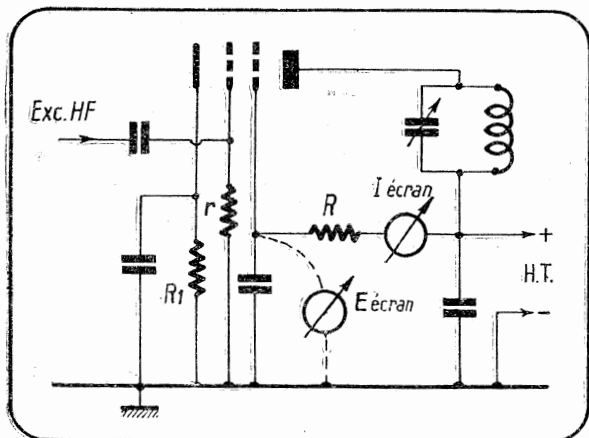 Exc. HF
r
R1
R
I écran
E écran
+
H.T.
−